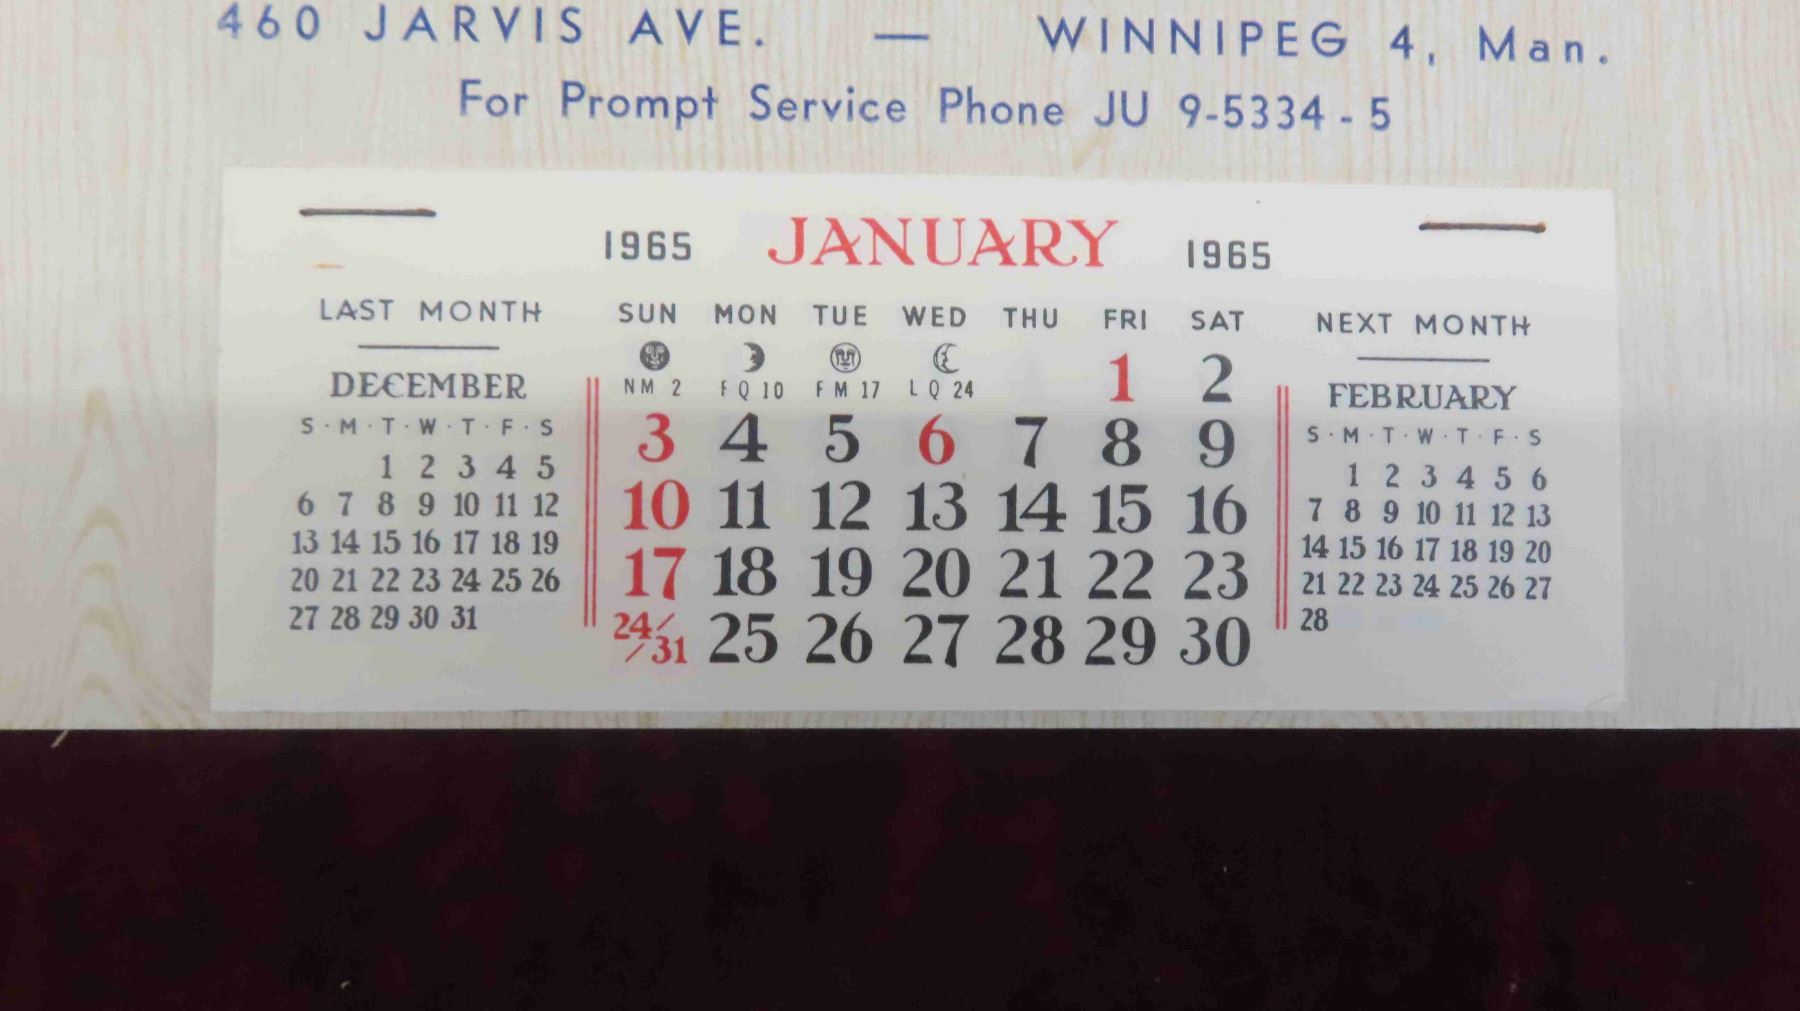 460 JARVIS AVE. — WINNIPEG 4, Man.
For Prompt Service Phone JU 9-5334-5
1965 JANUARY 1965
LAST MONTH
DECEMBER
S·M·T·W·T·F·S
1 2 3 4 5
6 7 8 9 10 11 12
13 14 15 16 17 18 19
20 21 22 23 24 25 26
27 28 29 30 31
SUN MON TUE WED THU FRI SAT
NM 2 FQ 10 FM 17 LQ 24 1 2
3 4 5 6 7 8 9
10 11 12 13 14 15 16
17 18 19 20 21 22 23
24/31 25 26 27 28 29 30
NEXT MONTH
FEBRUARY
S·M·T·W·T·F·S
1 2 3 4 5 6
7 8 9 10 11 12 13
14 15 16 17 18 19 20
21 22 23 24 25 26 27
28